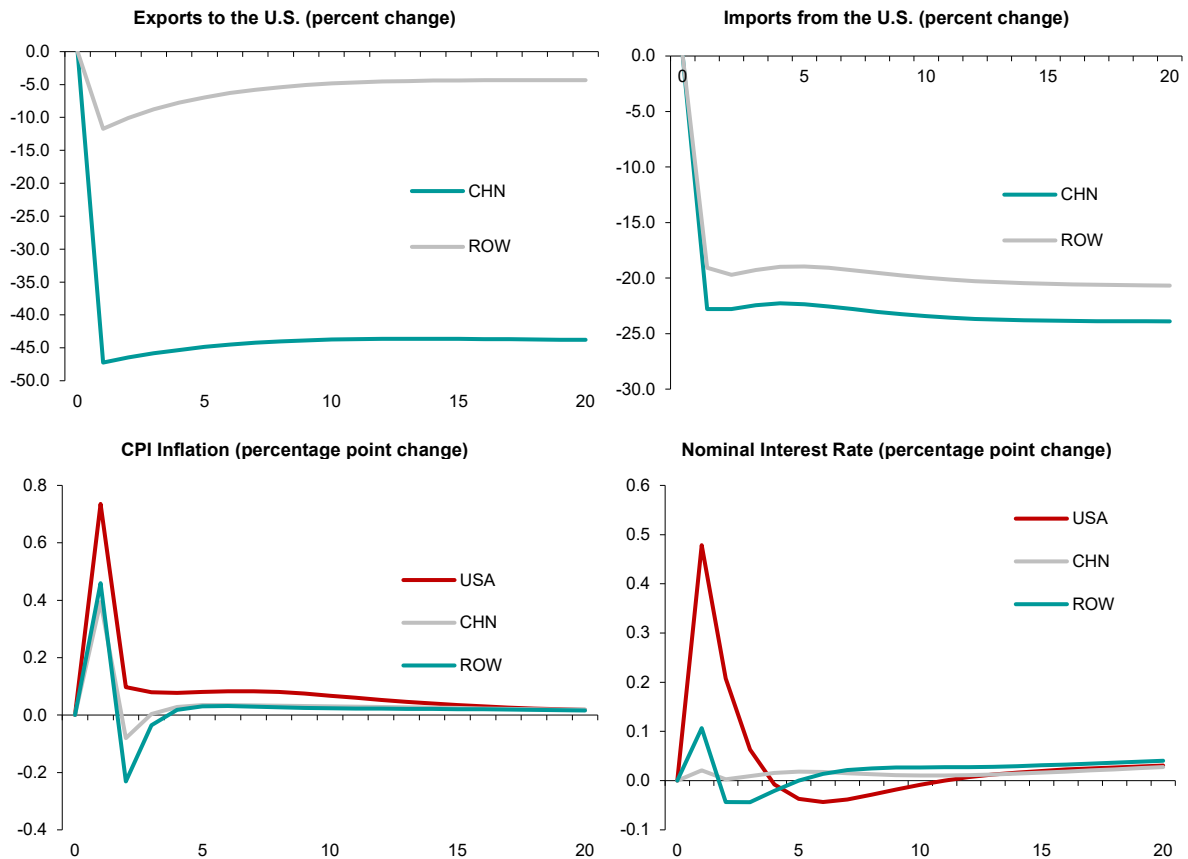 Exports to the U.S. (percent change)
0.0
-5.0
-10.0
-15.0
-20.0
-25.0
-30.0
-35.0
-40.0
-45.0
-50.0
0 5 10 15 20
CHN
ROW
Imports from the U.S. (percent change)
0.0
-5.0
-10.0
-15.0
-20.0
-25.0
-30.0
0 5 10 15 20
CHN
ROW
CPI Inflation (percentage point change)
0.8
0.6
0.4
0.2
0.0
-0.2
-0.4
0 5 10 15 20
USA
CHN
ROW
Nominal Interest Rate (percentage point change)
0.6
0.5
0.4
0.3
0.2
0.1
0.0
-0.1
0 5 10 15 20
USA
CHN
ROW